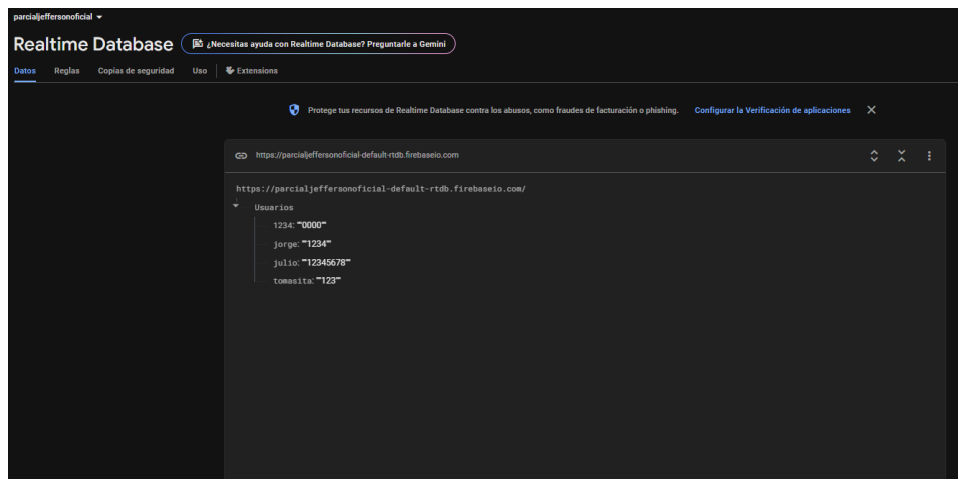 parcialjeffersonoficial
Realtime Database ¿Necesitas ayuda con Realtime Database? Preguntarle a Gemini
Datos Reglas Copias de seguridad Uso Extensions
Protege tus recursos de Realtime Database contra los abusos, como fraudes de facturación o phishing. Configurar la Verificación de aplicaciones
https://parcialjeffersonoficial-default-rtdb.firebaseio.com
https://parcialjeffersonoficial-default-rtdb.firebaseio.com/
Usuarios
1234: ""0000""
jorge: ""1234""
julio: ""12345678""
tomasita: ""123""